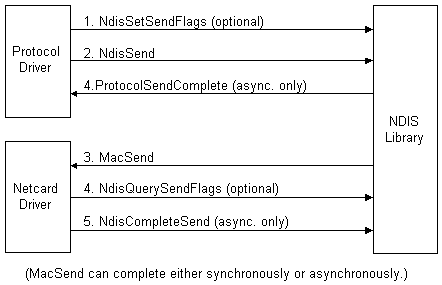 1. NdisSetSendFlags (optional)
Protocol
Driver
2. NdisSend
4.ProtocolSendComplete (async. only)
NDIS
Library
3. MacSend
Netcard
Driver
4. NdisQuerySendFlags (optional)
5. NdisCompleteSend (async. only)
(MacSend can complete either synchronously or asynchronously.)